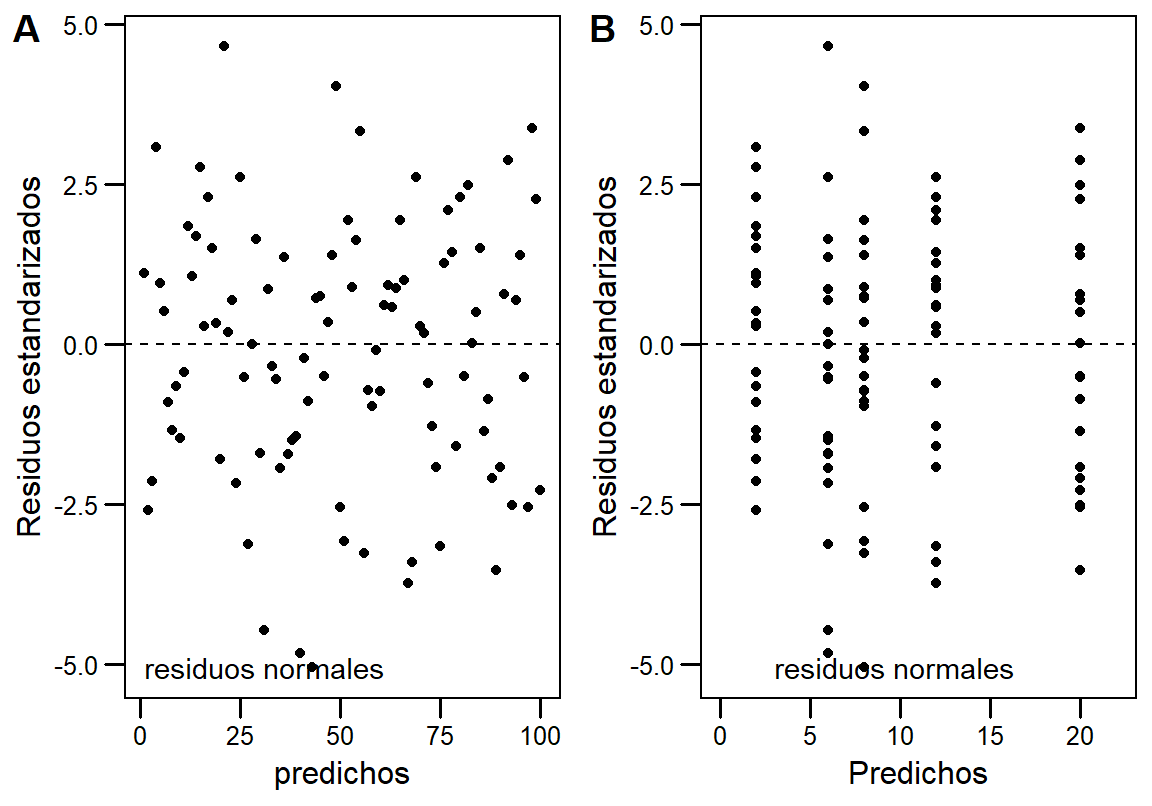 A
5.0
2.5
0.0
-2.5
-5.0
Residuos estandarizados
residuos normales
0 25 50 75 100
predichos
B
5.0
2.5
0.0
-2.5
-5.0
Residuos estandarizados
residuos normales
0 5 10 15 20
Predichos